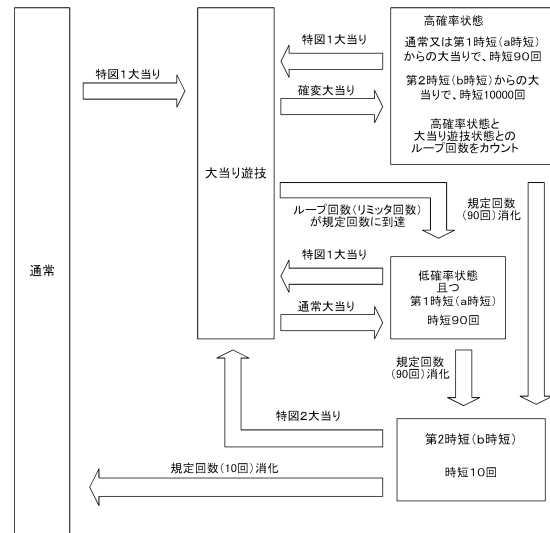 高確率状態
通常又は第1時短(a時短)
からの大当りで、時短90回
第2時短(b時短)からの大
当りで、時短10000回
高確率状態と
大当り遊技状態との
ループ回数をカウント
特図1大当り
特図1大当り
確変大当り
大当り遊技
ループ回数(リミッタ回数)
が規定回数に到達
規定回数
(90回)消化
通常
特図1大当り
低確率状態
且つ
第1時短(a時短)
時短90回
通常大当り
規定回数
(90回)消化
特図2大当り
第2時短(b時短)
時短10回
規定回数(10回)消化